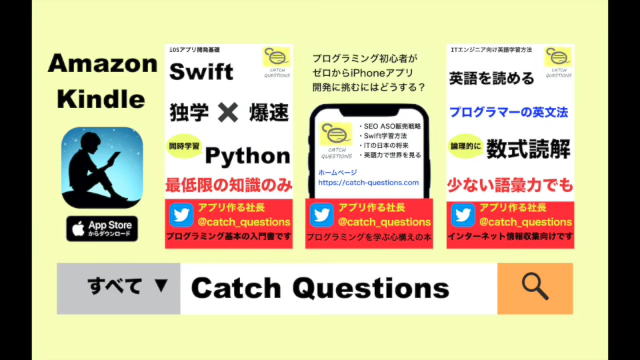 Amazon
Kindle
App Store
からダウンロード
iOSアプリ開発基礎
CATCH
QUESTIONS
Swift
独学 ✖ 爆速
同時学習
Python
最低限の知識のみ
アプリ作る社長
@catch_questions
プログラミング基本の入門書です
プログラミング初心者が
ゼロからiPhoneアプリ
開発に挑むにはどうする？
・SEO ASO販売戦略
・Swift学習方法
・ITの日本の将来
・英語力で世界を見る
CATCH
QUESTIONS
ホームページ
https://catch-questions.com
アプリ作る社長
@catch_questions
プログラミングを学ぶ心構えの本
ITエンジニア向け英語学習方法
CATCH
QUESTIONS
英語を読める
プログラマーの英文法
論理的に
数式読解
少ない語彙力でも
アプリ作る社長
@catch_questions
インターネット情報収集向けです
すべて ▼
Catch Questions